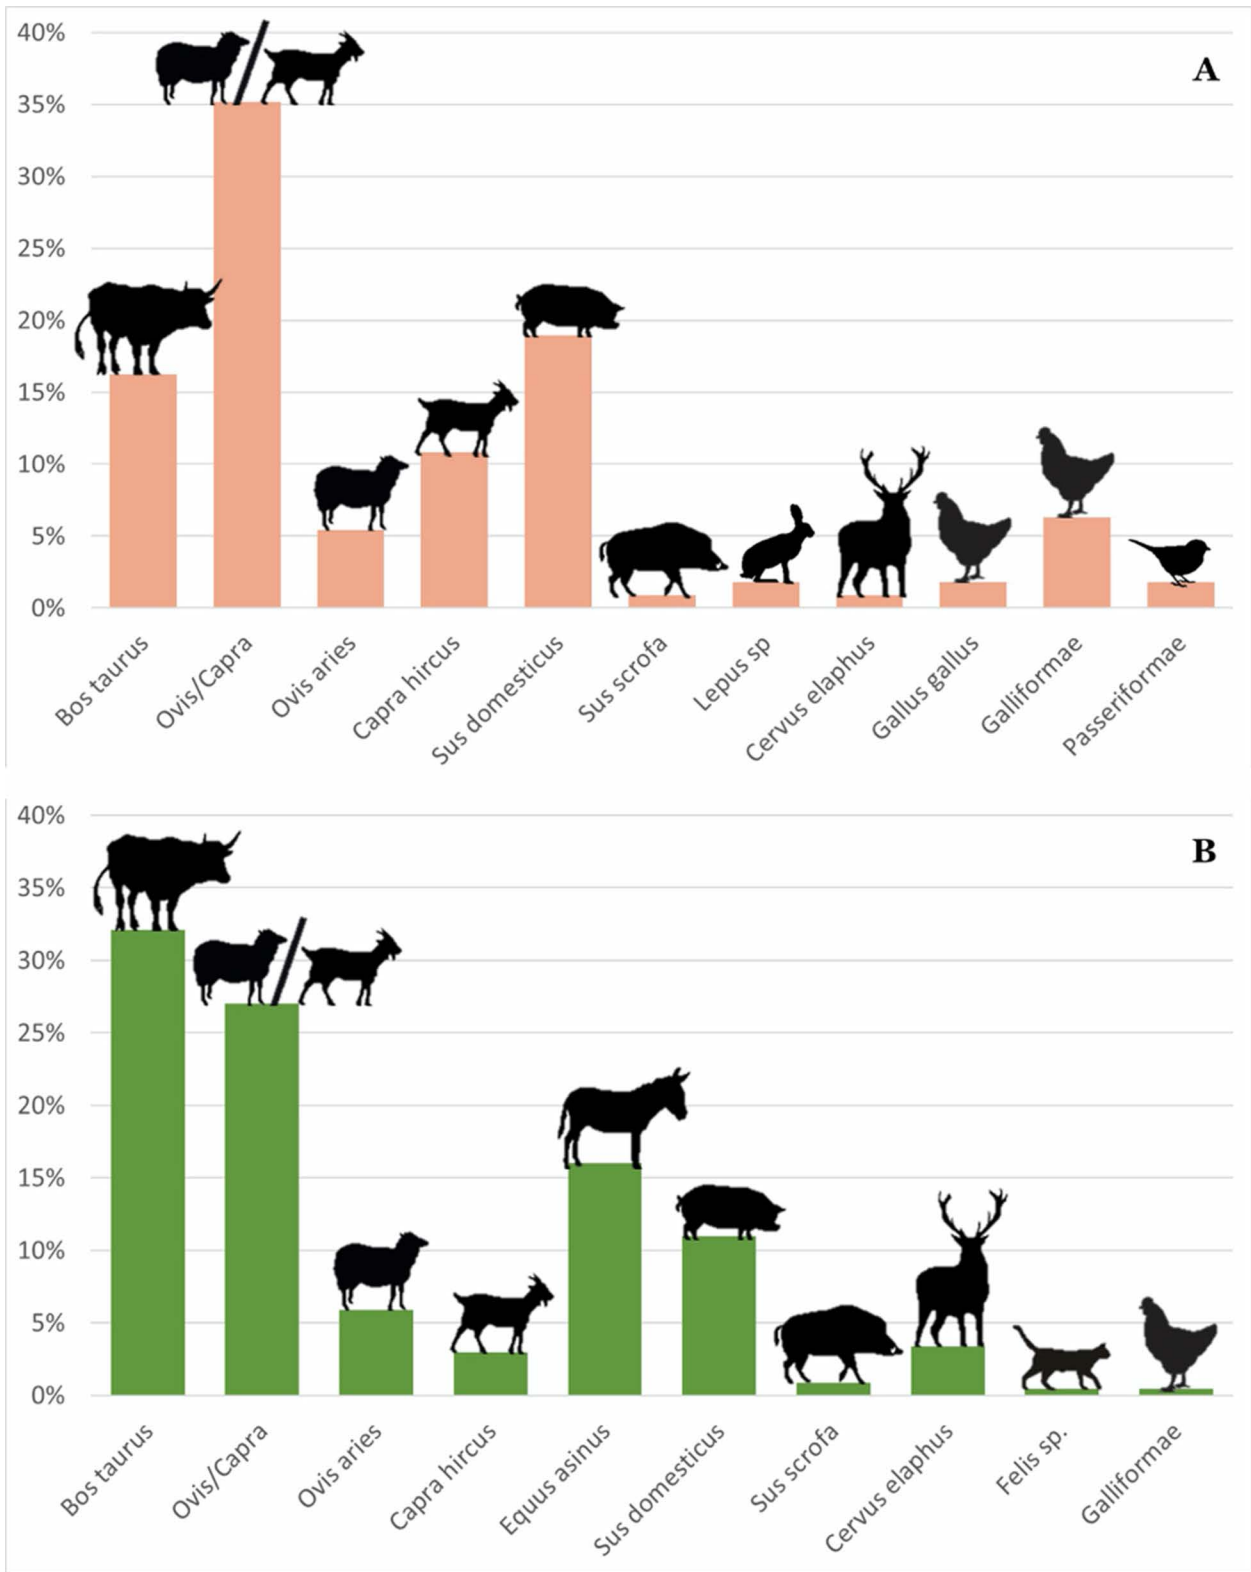 40%
A
35%
30%
25%
20%
15%
10%
5%
0%
Bos taurus
Ovis/Capra
Ovis aries
Capra hircus
Sus domesticus
Sus scrofa
Lepus sp
Cervus elaphus
Gallus gallus
Galliformae
Passeriformae
40%
B
35%
30%
25%
20%
15%
10%
5%
0%
Bos taurus
Ovis/Capra
Ovis aries
Capra hircus
Equus asinus
Sus domesticus
Sus scrofa
Cervus elaphus
Felis sp.
Galliformae